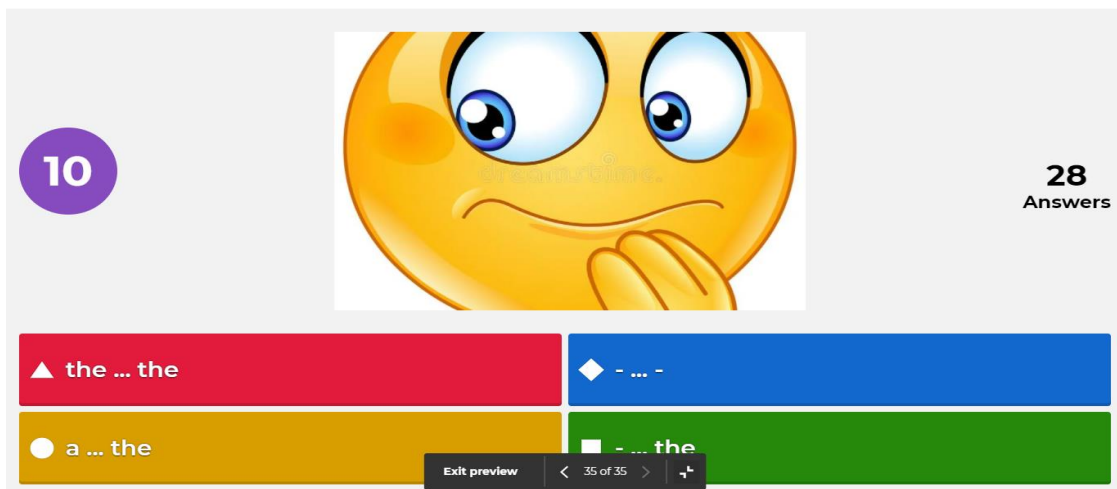 10
28
Answers
the ... the
- ... -
a ... the
- ... the
Exit preview
35 of 35